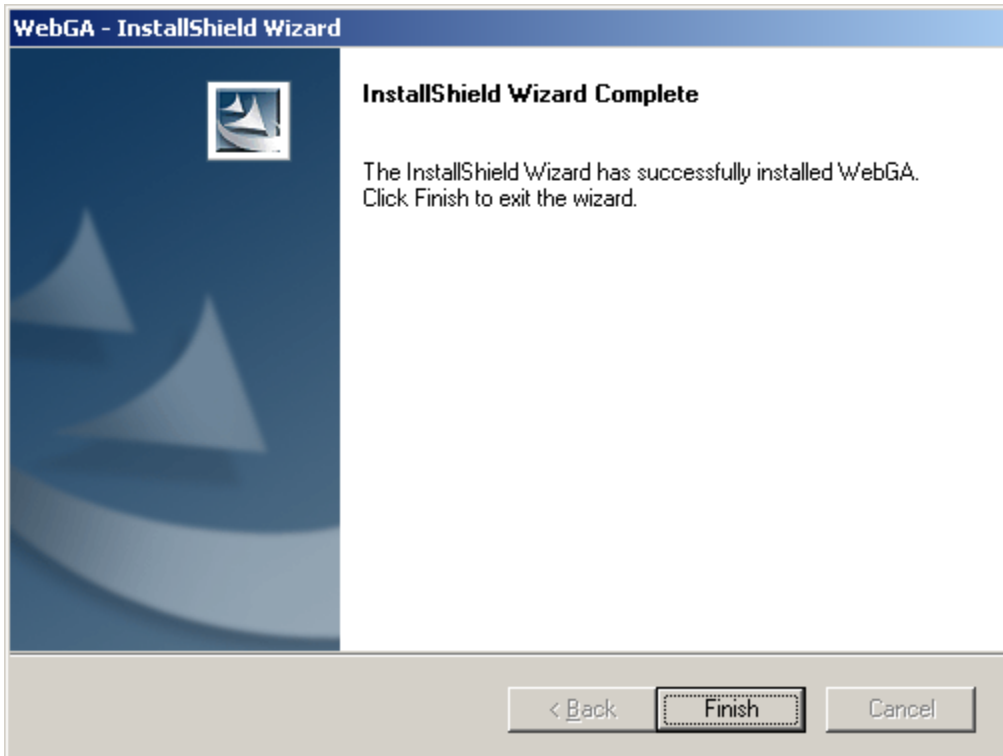 WebGA - InstallShield Wizard
InstallShield Wizard Complete
The InstallShield Wizard has successfully installed WebGA.
Click Finish to exit the wizard.
< Back
Finish
Cancel